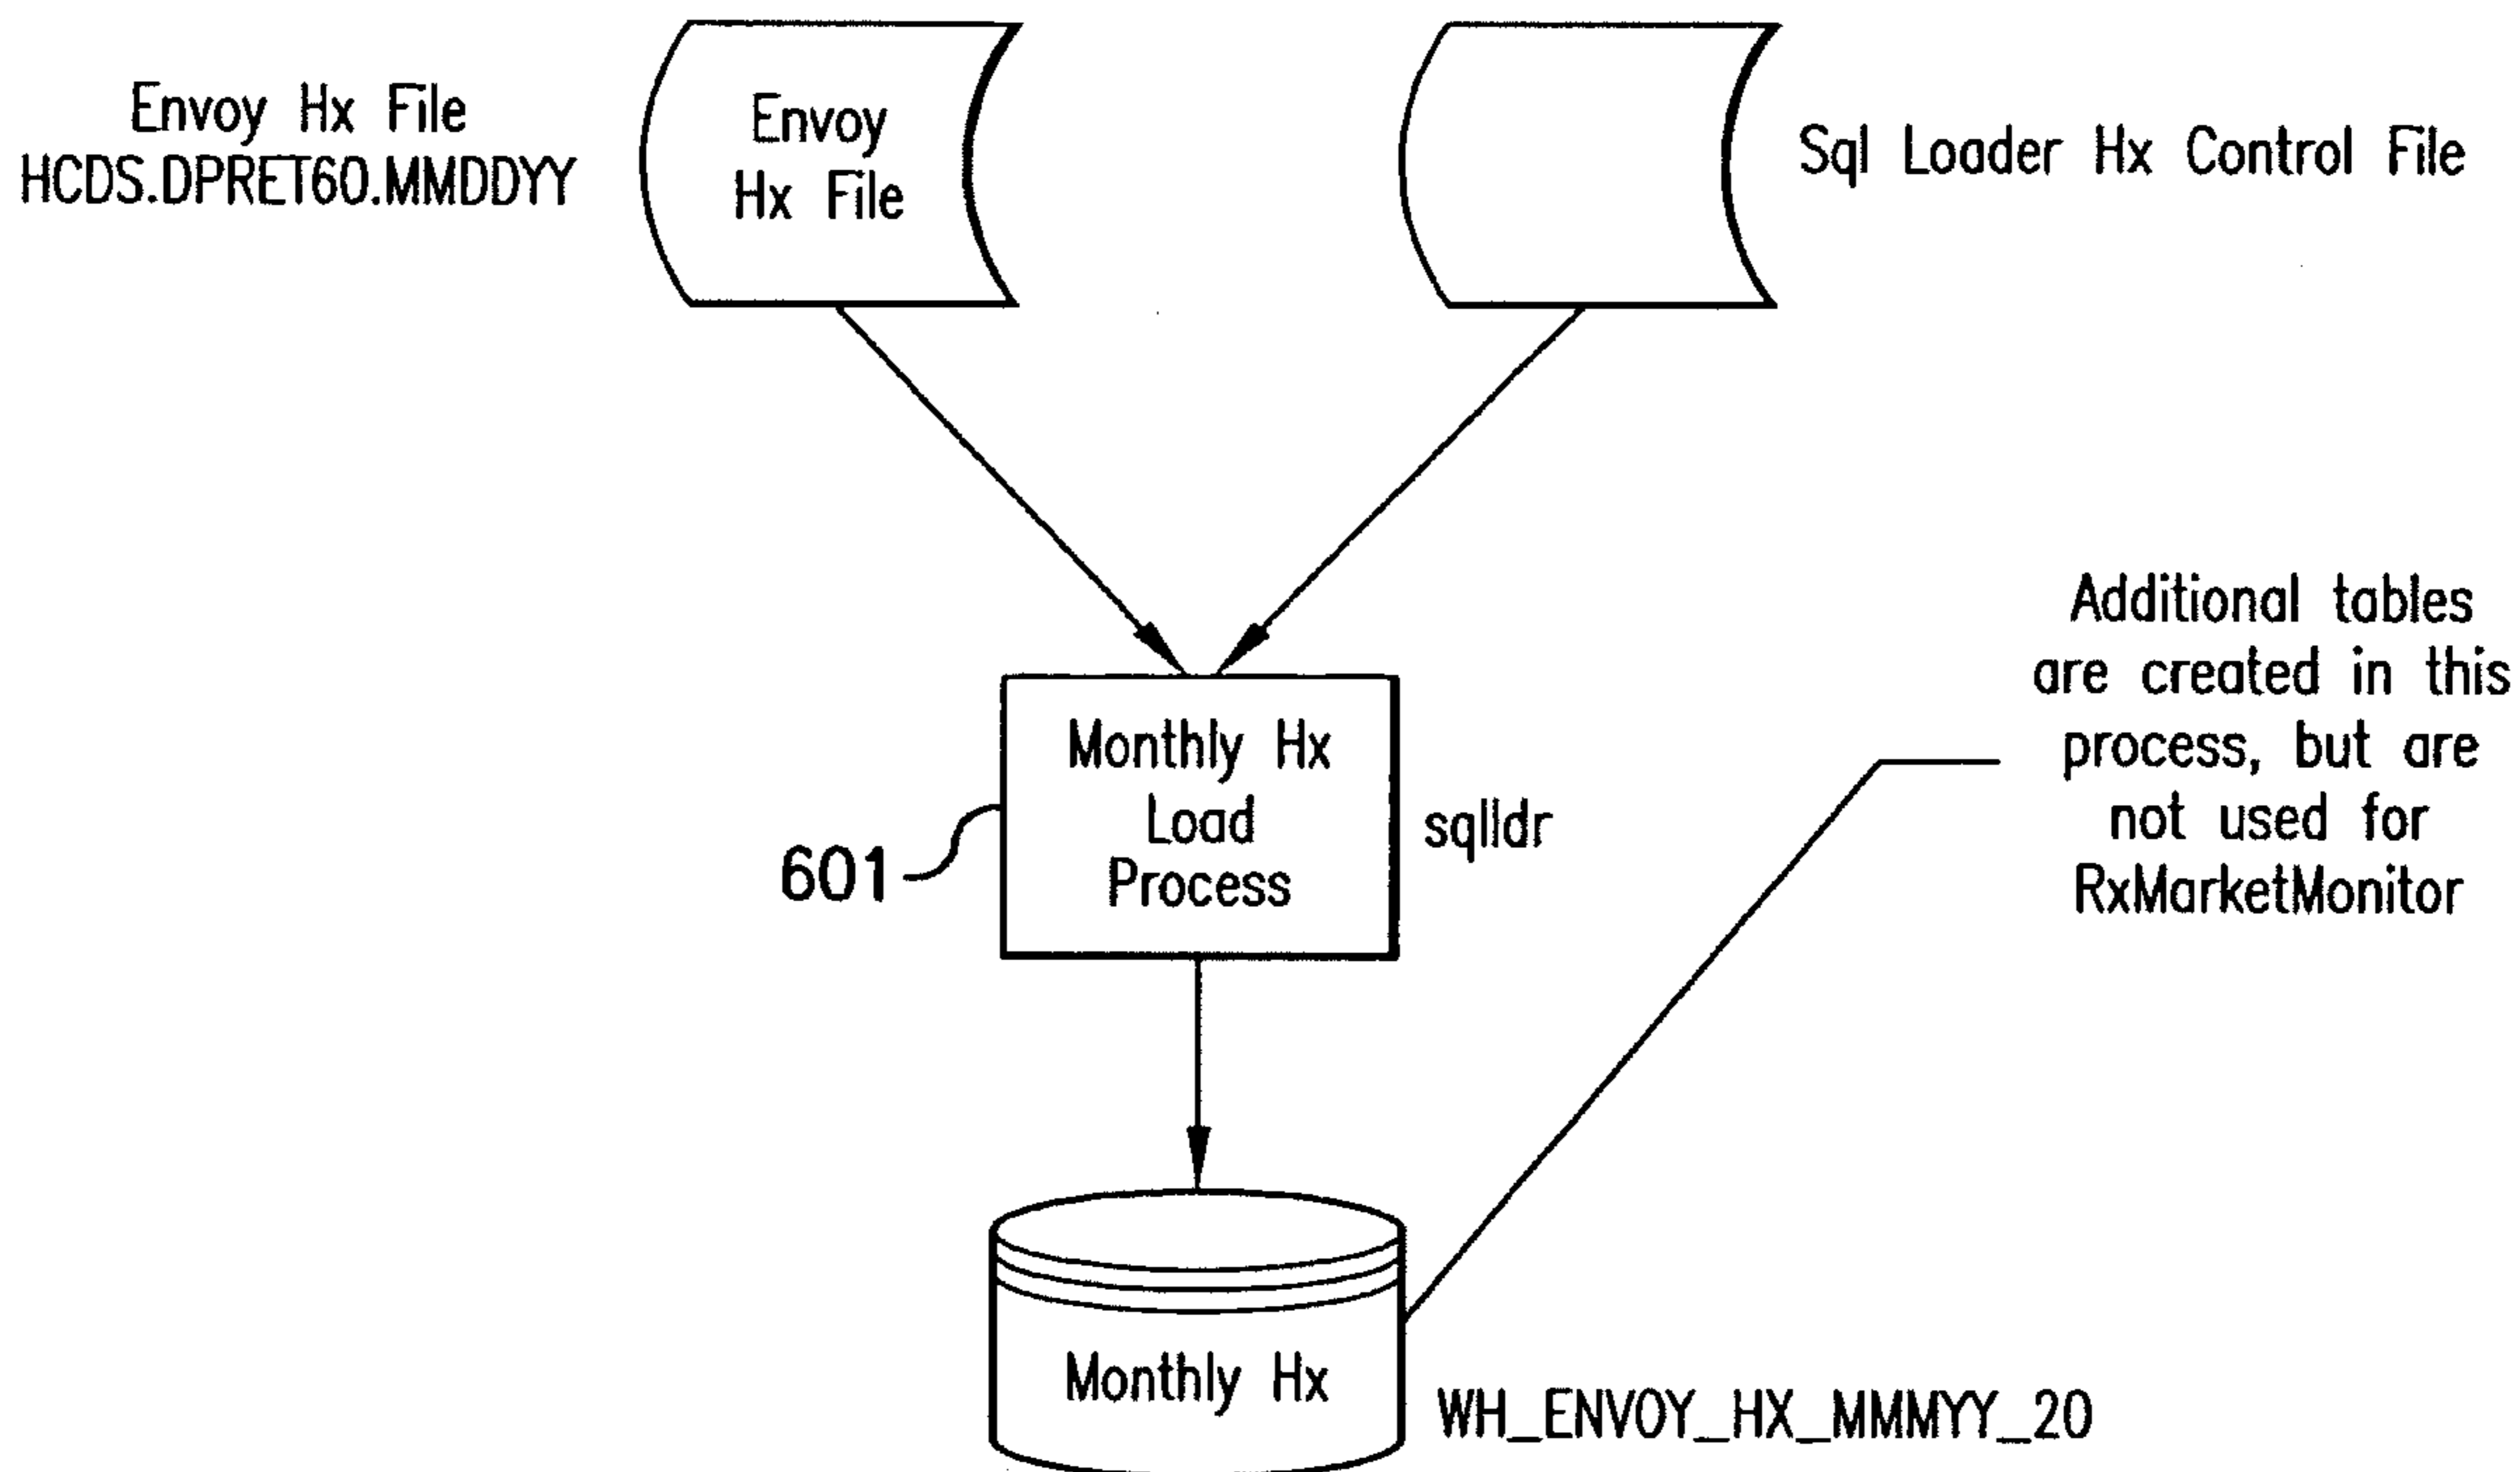 Envoy Hx File
HCDS.DPRET60.MMDDYY
Envoy
Hx File
Sql Loader Hx Control File
Additional tables
are created in this
process, but are
not used for
RxMarketMonitor
Monthly Hx
Load
Process
sqlldr
601
Monthly Hx
WH_ENVOY_HX_MMMYY_20